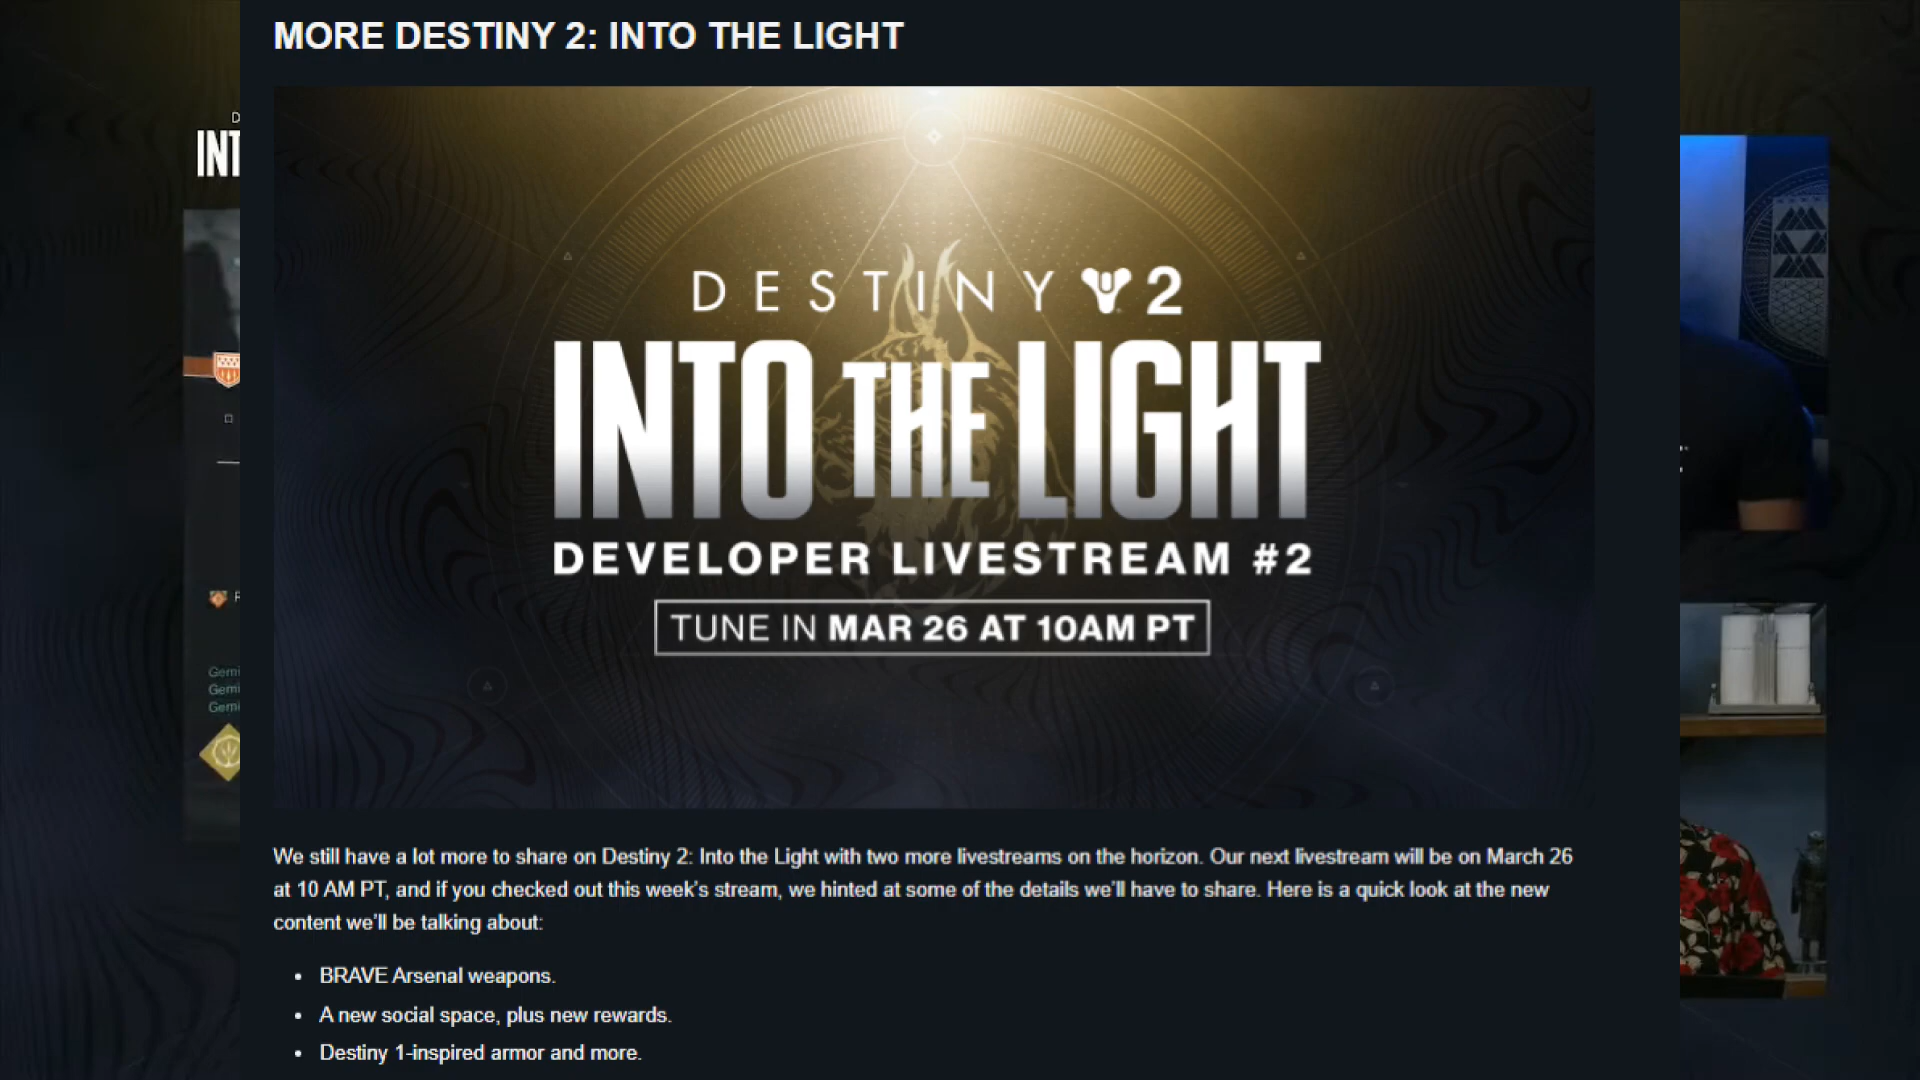 MORE DESTINY 2: INTO THE LIGHT
DESTINY 2
INTO THE LIGHT
DEVELOPER LIVESTREAM #2
TUNE IN MAR 26 AT 10AM PT
We still have a lot more to share on Destiny 2: Into the Light with two more livestreams on the horizon. Our next livestream will be on March 26
at 10 AM PT, and if you checked out this week's stream, we hinted at some of the details we'll have to share. Here is a quick look at the new
content we'll be talking about:
• BRAVE Arsenal weapons.
• A new social space, plus new rewards.
• Destiny 1-inspired armor and more.
D
INT
Gemi
Gemi
Gemi